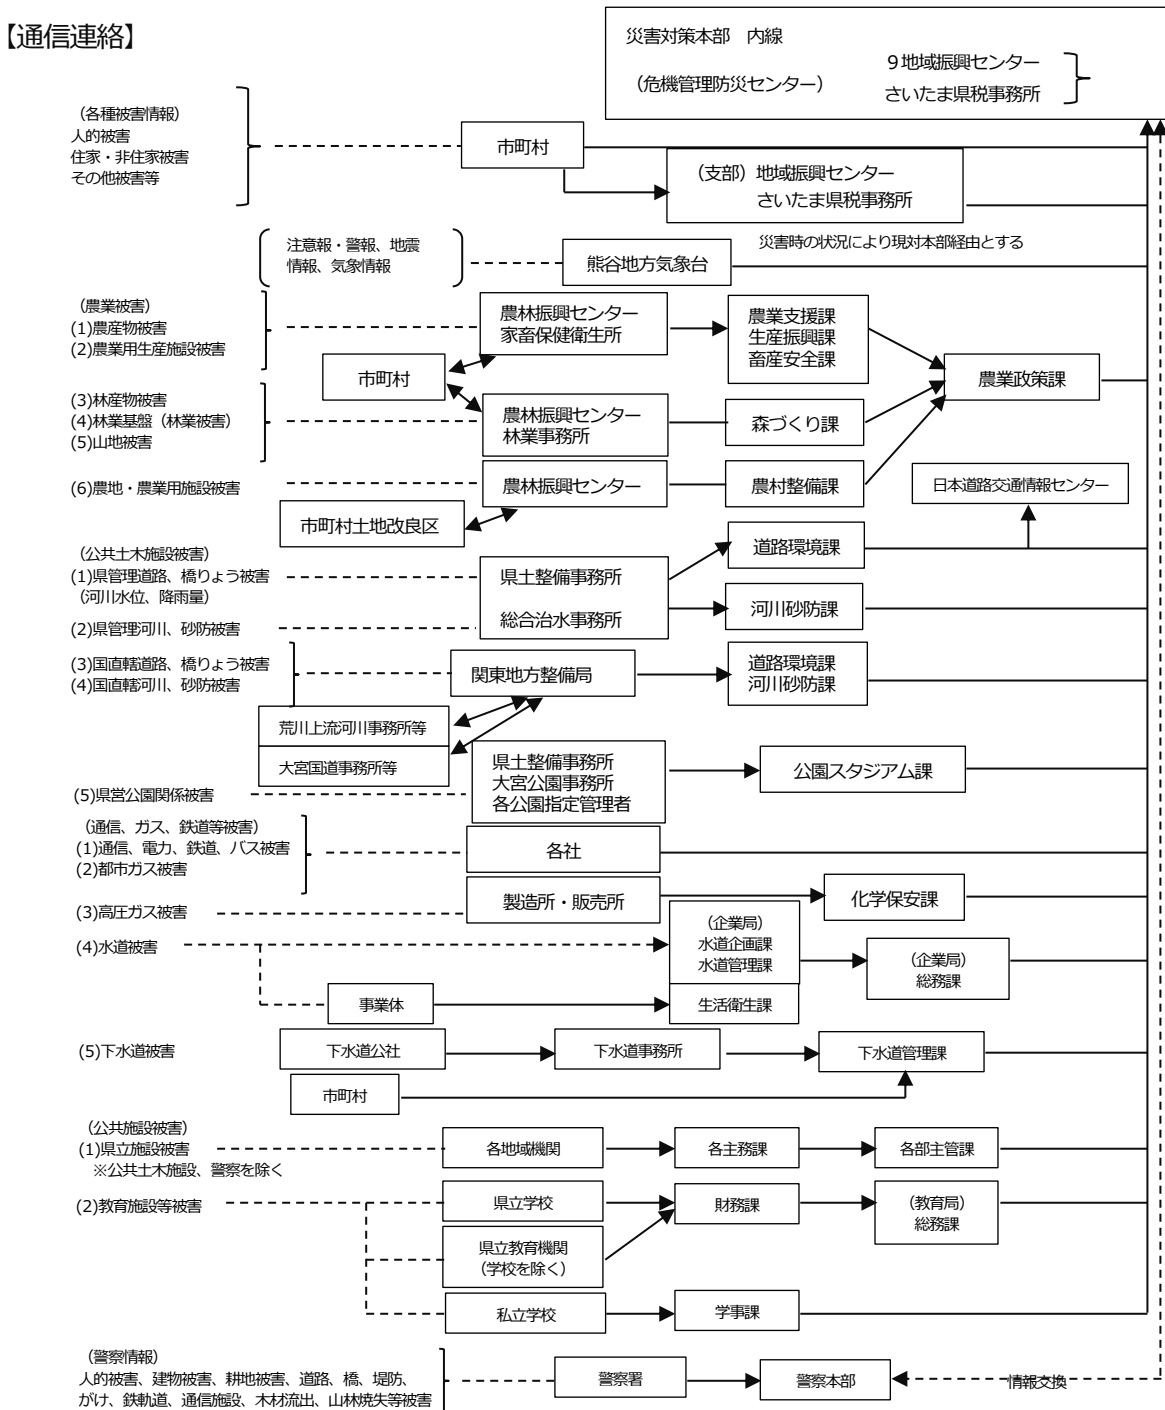 【通信連絡】
災害対策本部　内線
（危機管理防災センター）
９地域振興センター
さいたま県税事務所
（各種被害情報）
人的被害
住家・非住家被害
その他被害等
市町村
（支部）地域振興センター
さいたま県税事務所
注意報・警報、地震
情報、気象情報
熊谷地方気象台
災害時の状況により現対本部経由とする
（農業被害）
(1)農産物被害
(2)農業用生産施設被害
農林振興センター
家畜保健衛生所
農業支援課
生産振興課
畜産安全課
市町村
農業政策課
(3)林産物被害
(4)林業基盤（林業被害）
(5)山地被害
農林振興センター
林業事務所
森づくり課
(6)農地・農業用施設被害
農林振興センター
農村整備課
日本道路交通情報センター
市町村土地改良区
（公共土木施設被害）
(1)県管理道路、橋りょう被害
（河川水位、降雨量）
(2)県管理河川、砂防被害
県土整備事務所
総合治水事務所
道路環境課
河川砂防課
(3)国直轄道路、橋りょう被害
(4)国直轄河川、砂防被害
関東地方整備局
道路環境課
河川砂防課
荒川上流河川事務所等
大宮国道事務所等
(5)県営公園関係被害
県土整備事務所
大宮公園事務所
各公園指定管理者
公園スタジアム課
（通信、ガス、鉄道等被害）
(1)通信、電力、鉄道、バス被害
(2)都市ガス被害
各社
(3)高圧ガス被害
製造所・販売所
化学保安課
(4)水道被害
（企業局）
水道企画課
水道管理課
（企業局）
総務課
事業体
生活衛生課
(5)下水道被害
下水道公社
下水道事務所
下水道管理課
市町村
（公共施設被害）
(1)県立施設被害
※公共土木施設、警察を除く
各地域機関
各主務課
各部主管課
(2)教育施設等被害
県立学校
財務課
（教育局）
総務課
県立教育機関
（学校を除く）
私立学校
学事課
（警察情報）
人的被害、建物被害、耕地被害、道路、橋、堤防、
がけ、鉄軌道、通信施設、木材流出、山林焼失等被害
警察署
警察本部
情報交換